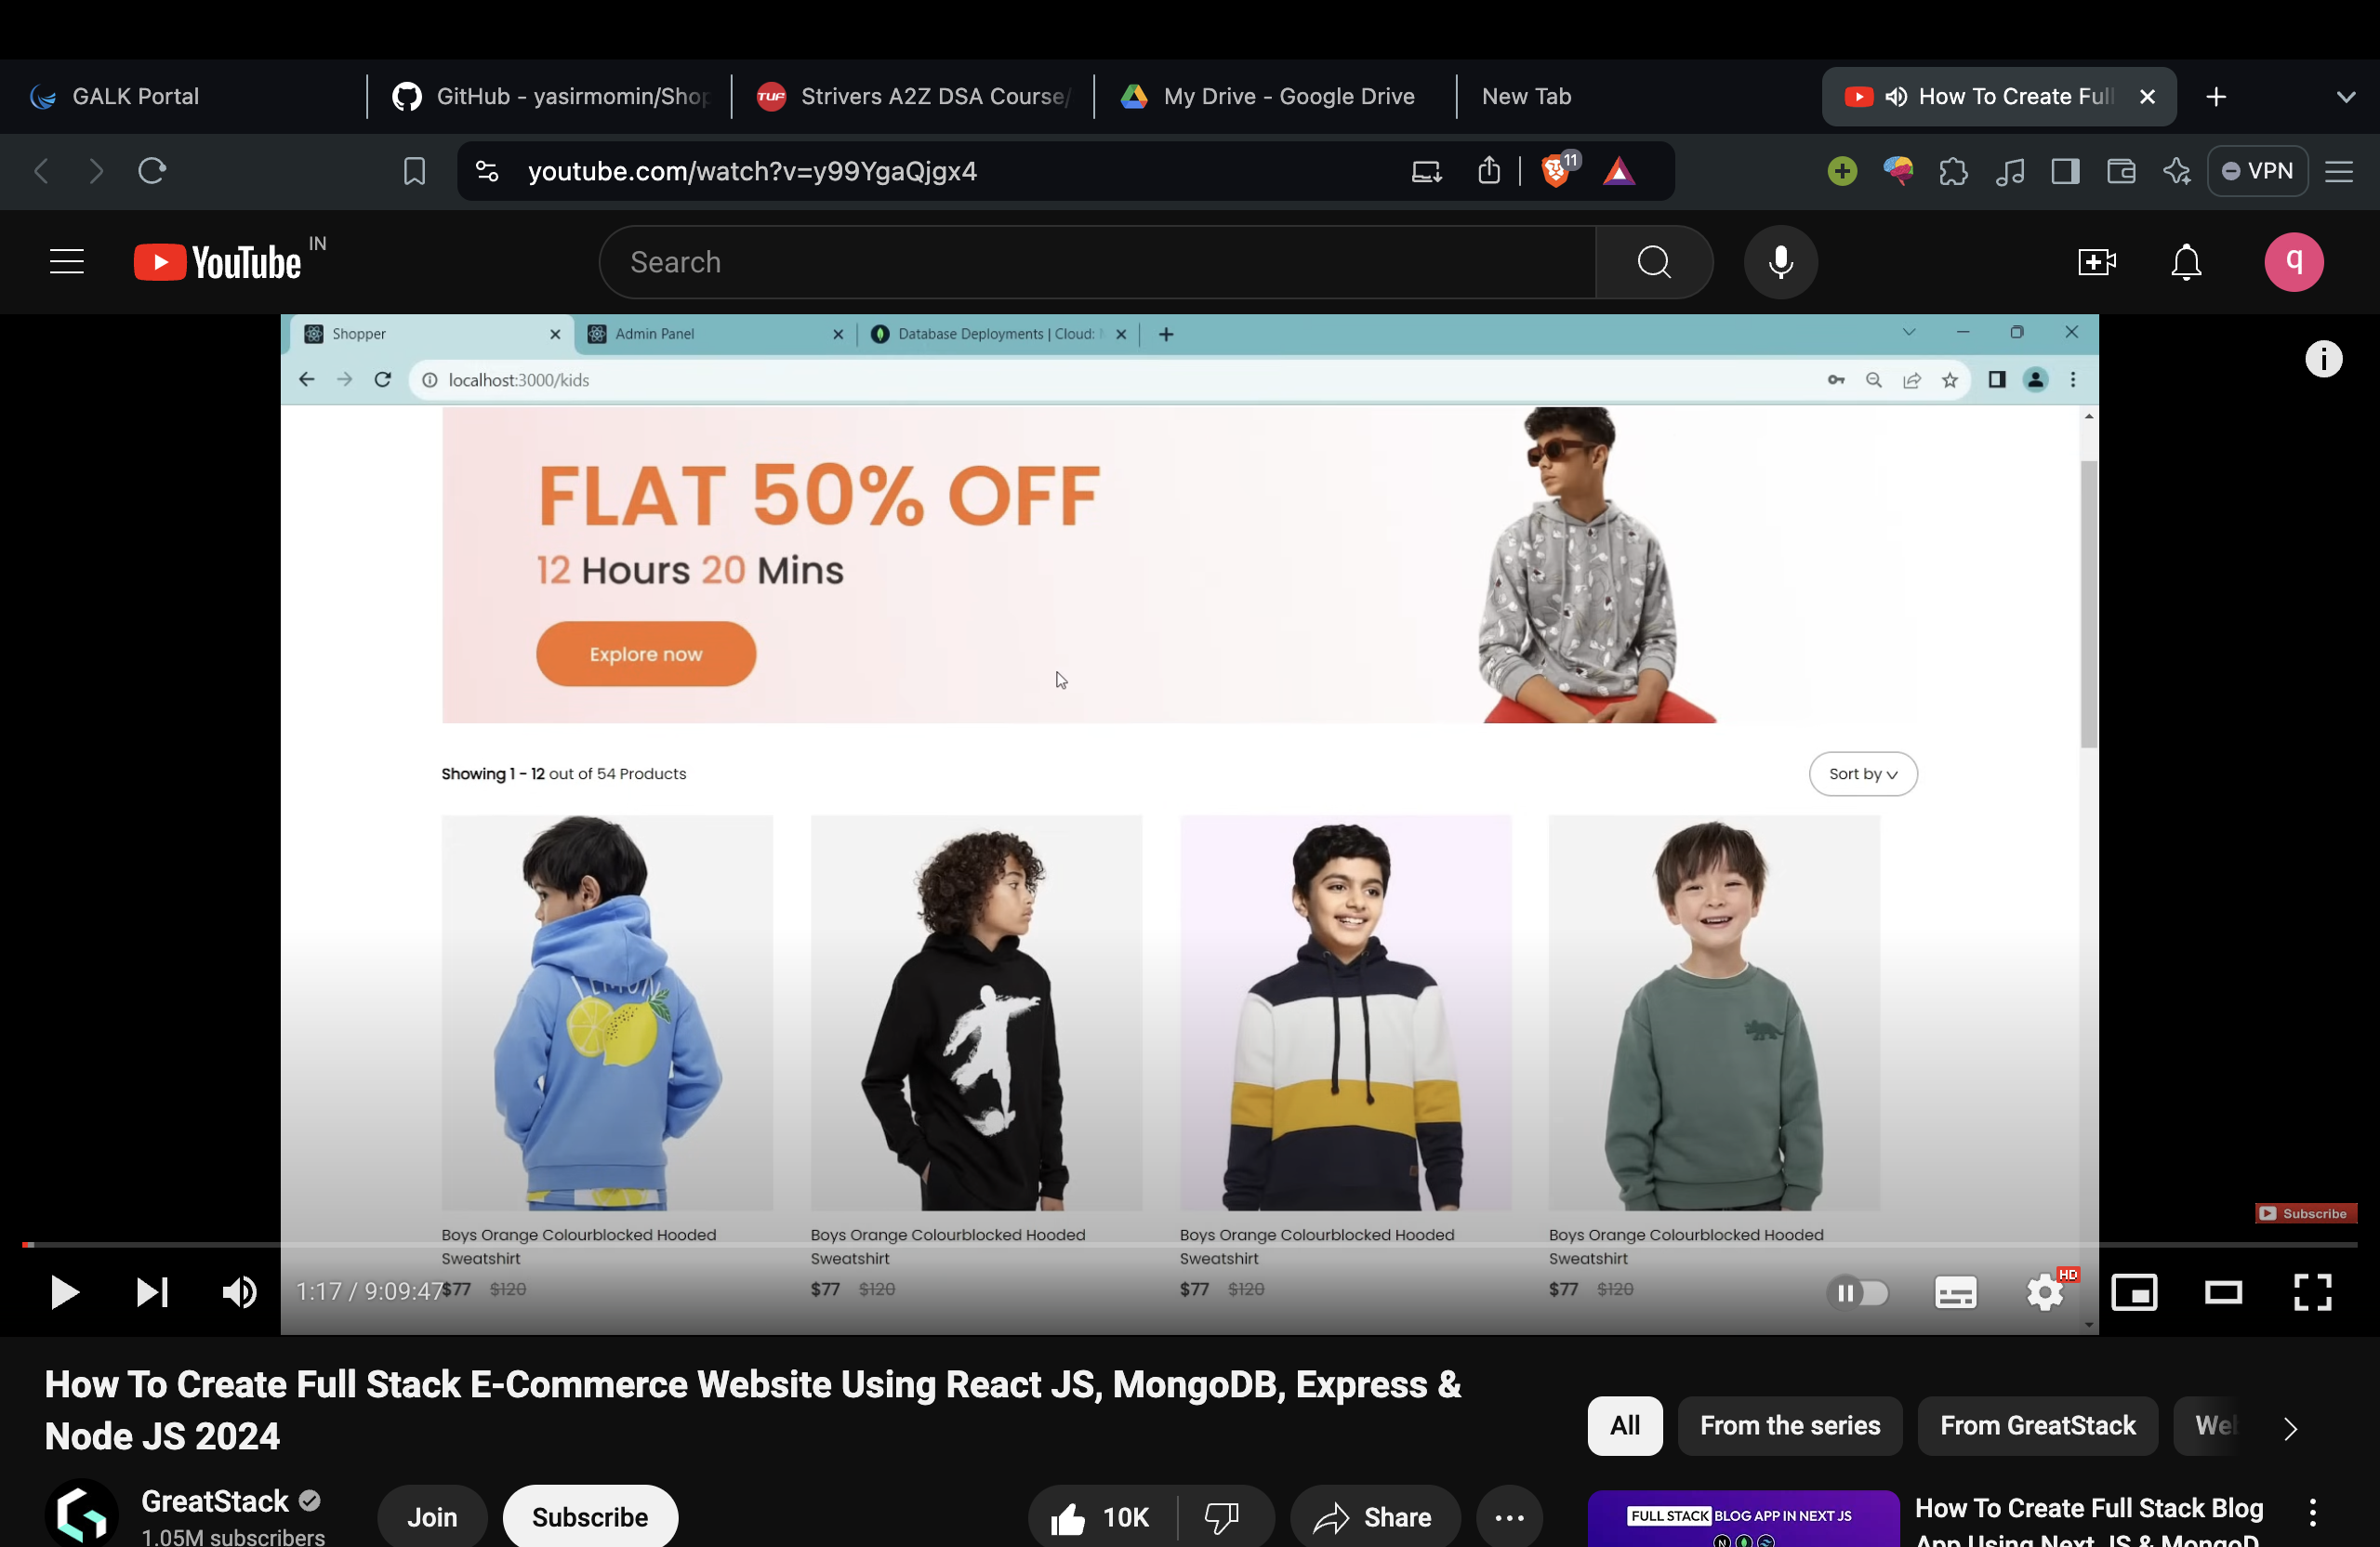 GALK Portal
GitHub - yasirmomin/Shop
TUF
Strivers A2Z DSA Course/
My Drive - Google Drive
New Tab
How To Create Full
youtube.com/watch?v=y99YgaQjgx4
11
VPN
YouTube IN
Search
q
Shopper
Admin Panel
Database Deployments | Cloud:
localhost:3000/kids
FLAT 50% OFF
12 Hours 20 Mins
Explore now
Showing 1 - 12 out of 54 Products
Sort by
LEMON
Boys Orange Colourblocked Hooded
Sweatshirt
$77 $120
Boys Orange Colourblocked Hooded
Sweatshirt
$77 $120
Boys Orange Colourblocked Hooded
Sweatshirt
$77 $120
Boys Orange Colourblocked Hooded
Sweatshirt
$77 $120
Subscribe
1:17 / 9:09:47
HD
How To Create Full Stack E-Commerce Website Using React JS, MongoDB, Express &
Node JS 2024
All
From the series
From GreatStack
GreatStack
1.05M subscribers
Join
Subscribe
10K
Share
FULL STACK BLOG APP IN NEXT JS
N
How To Create Full Stack Blog
App Using Next JS & MongoD